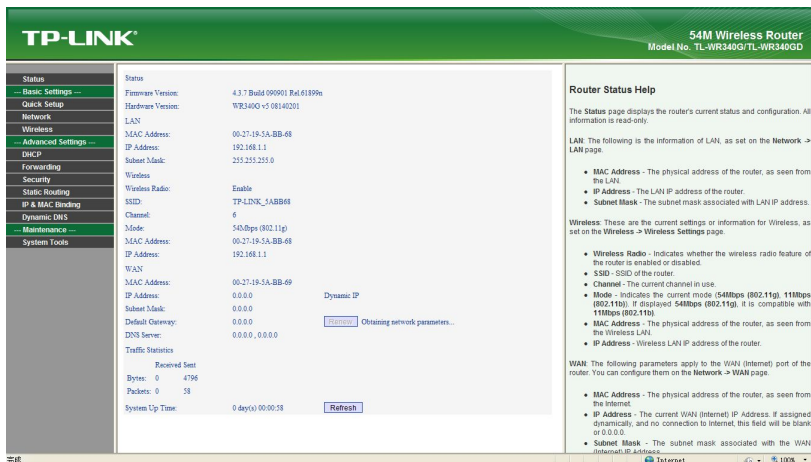 TP-LINK®
54M Wireless Router
Model No. TL-WR340G/TL-WR340GD
Status
--- Basic Settings ---
Quick Setup
Network
Wireless
--- Advanced Settings ---
DHCP
Forwarding
Security
Static Routing
IP & MAC Binding
Dynamic DNS
--- Maintenance ---
System Tools
Status
Firmware Version: 4.3.7 Build 090901 Rel.61899n
Hardware Version: WR340G v5 08140201
LAN
MAC Address: 00-27-19-5A-BB-68
IP Address: 192.168.1.1
Subnet Mask: 255.255.255.0
Wireless
Wireless Radio: Enable
SSID: TP-LINK_5ABB68
Channel: 6
Mode: 54Mbps (802.11g)
MAC Address: 00-27-19-5A-BB-68
IP Address: 192.168.1.1
WAN
MAC Address: 00-27-19-5A-BB-69
IP Address: 0.0.0.0 Dynamic IP
Subnet Mask: 0.0.0.0
Default Gateway: 0.0.0.0 Renew Obtaining network parameters...
DNS Server: 0.0.0.0 , 0.0.0.0
Traffic Statistics
Received Sent
Bytes: 0 4796
Packets: 0 58
System Up Time: 0 day(s) 00:00:58 Refresh
Router Status Help
The Status page displays the router's current status and configuration. All
information is read-only.
LAN: The following is the information of LAN, as set on the Network ->
LAN page.
MAC Address - The physical address of the router, as seen from
the LAN.
IP Address - The LAN IP address of the router.
Subnet Mask - The subnet mask associated with LAN IP address.
Wireless: These are the current settings or information for Wireless, as
set on the Wireless -> Wireless Settings page.
Wireless Radio - Indicates whether the wireless radio feature of
the router is enabled or disabled.
SSID - SSID of the router.
Channel - The current channel in use.
Mode - Indicates the current mode (54Mbps (802.11g), 11Mbps
(802.11b)). If displayed 54Mbps (802.11g), it is compatible with
11Mbps (802.11b).
MAC Address - The physical address of the router, as seen from
the Wireless LAN.
IP Address - Wireless LAN IP address of the router.
WAN: The following parameters apply to the WAN (Internet) port of the
router. You can configure them on the Network -> WAN page.
MAC Address - The physical address of the router, as seen from
the Internet.
IP Address - The current WAN (Internet) IP Address. If assigned
dynamically, and no connection to Internet, this field will be blank
or 0.0.0.0.
Subnet Mask - The subnet mask associated with the WAN
(Internet) IP Address.
完成
Internet
100%